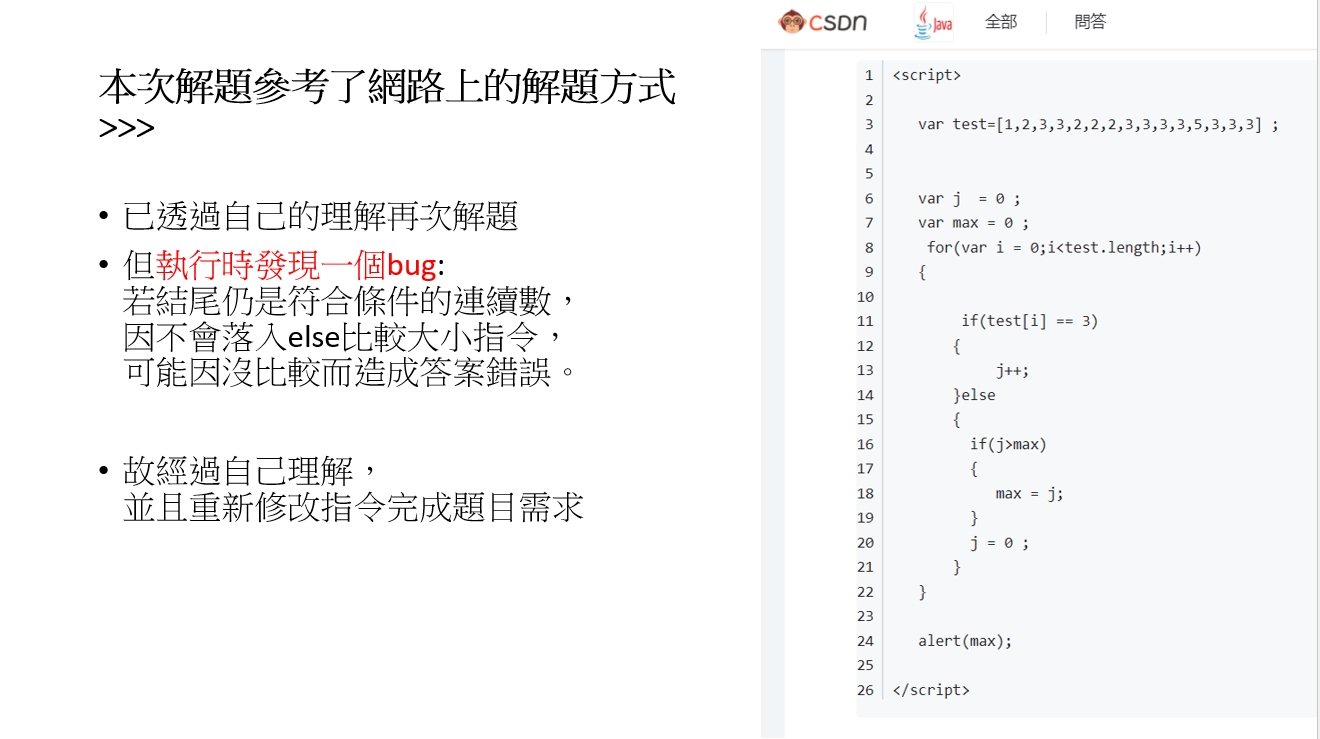 本次解題參考了網路上的解題方式
>>>
• 已透過自己的理解再次解題
• 但執行時發現一個bug:
若結尾仍是符合條件的連續數，
因不會落入else比較大小指令，
可能因沒比較而造成答案錯誤。
• 故經過自己理解，
並且重新修改指令完成題目需求
CSDN Java 全部 問答
1 <script>
2
3 var test=[1,2,3,3,2,2,2,3,3,3,3,5,3,3,3] ;
4
5
6 var j  = 0 ;
7 var max = 0 ;
8 for(var i = 0;i<test.length;i++)
9 {
10
11 if(test[i] == 3)
12 {
13 j++;
14 }else
15 {
16 if(j>max)
17 {
18 max = j;
19 }
20 j = 0 ;
21 }
22 }
23
24 alert(max);
25
26 </script>